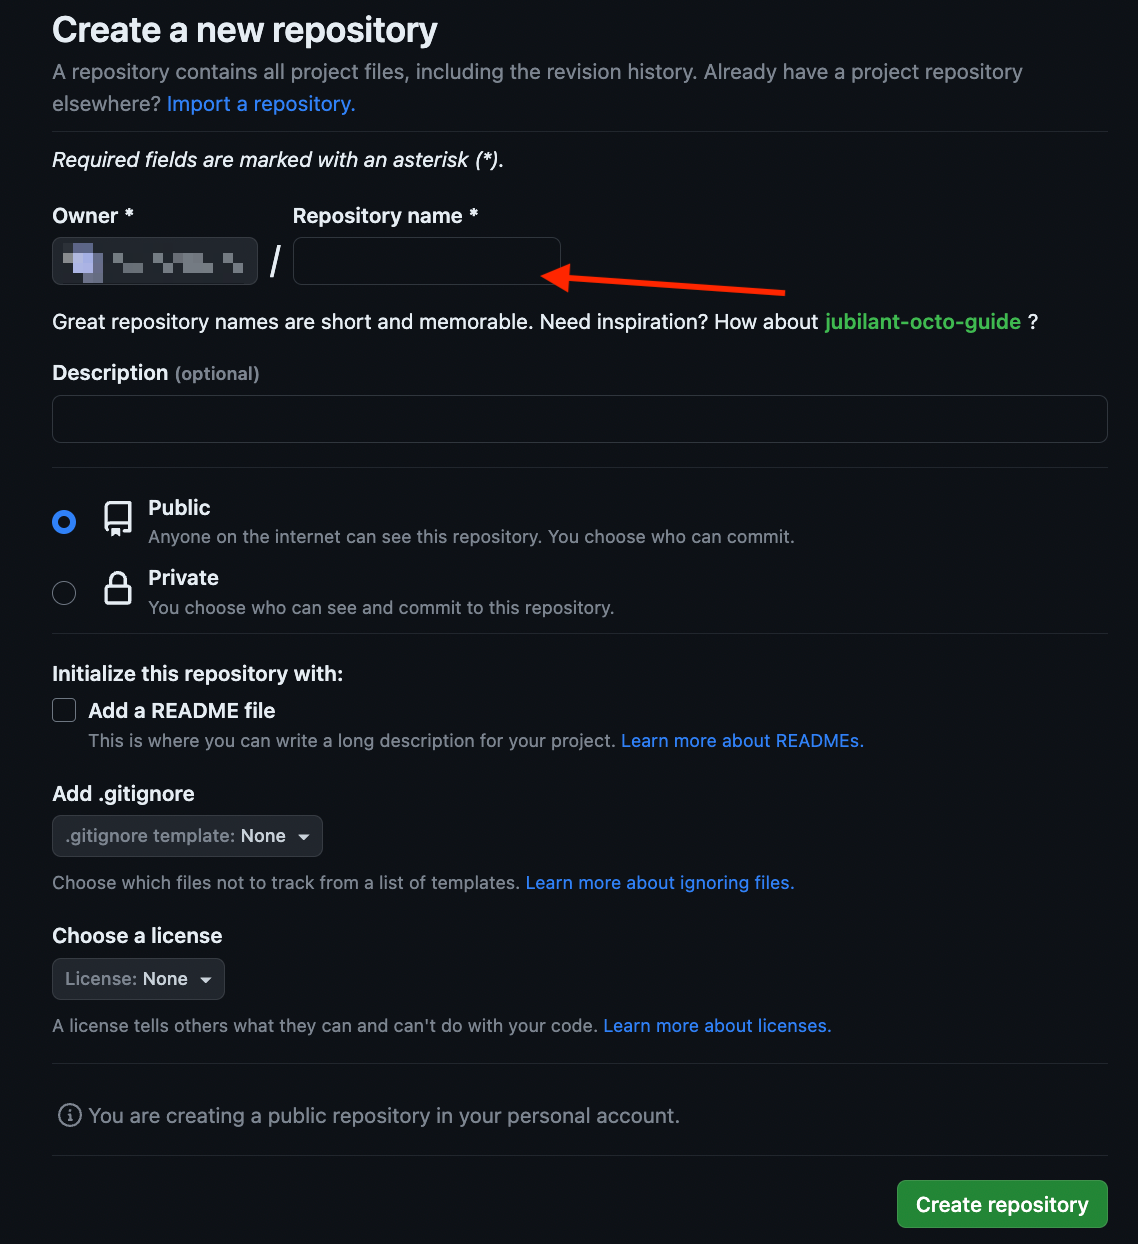 Create a new repository
A repository contains all project files, including the revision history. Already have a project repository
elsewhere? Import a repository.
Required fields are marked with an asterisk (*).
Owner *
Repository name *
/
Great repository names are short and memorable. Need inspiration? How about jubilant-octo-guide ?
Description (optional)
Public
Anyone on the internet can see this repository. You choose who can commit.
Private
You choose who can see and commit to this repository.
Initialize this repository with:
Add a README file
This is where you can write a long description for your project. Learn more about READMEs.
Add .gitignore
.gitignore template: None
Choose which files not to track from a list of templates. Learn more about ignoring files.
Choose a license
License: None
A license tells others what they can and can't do with your code. Learn more about licenses.
You are creating a public repository in your personal account.
Create repository